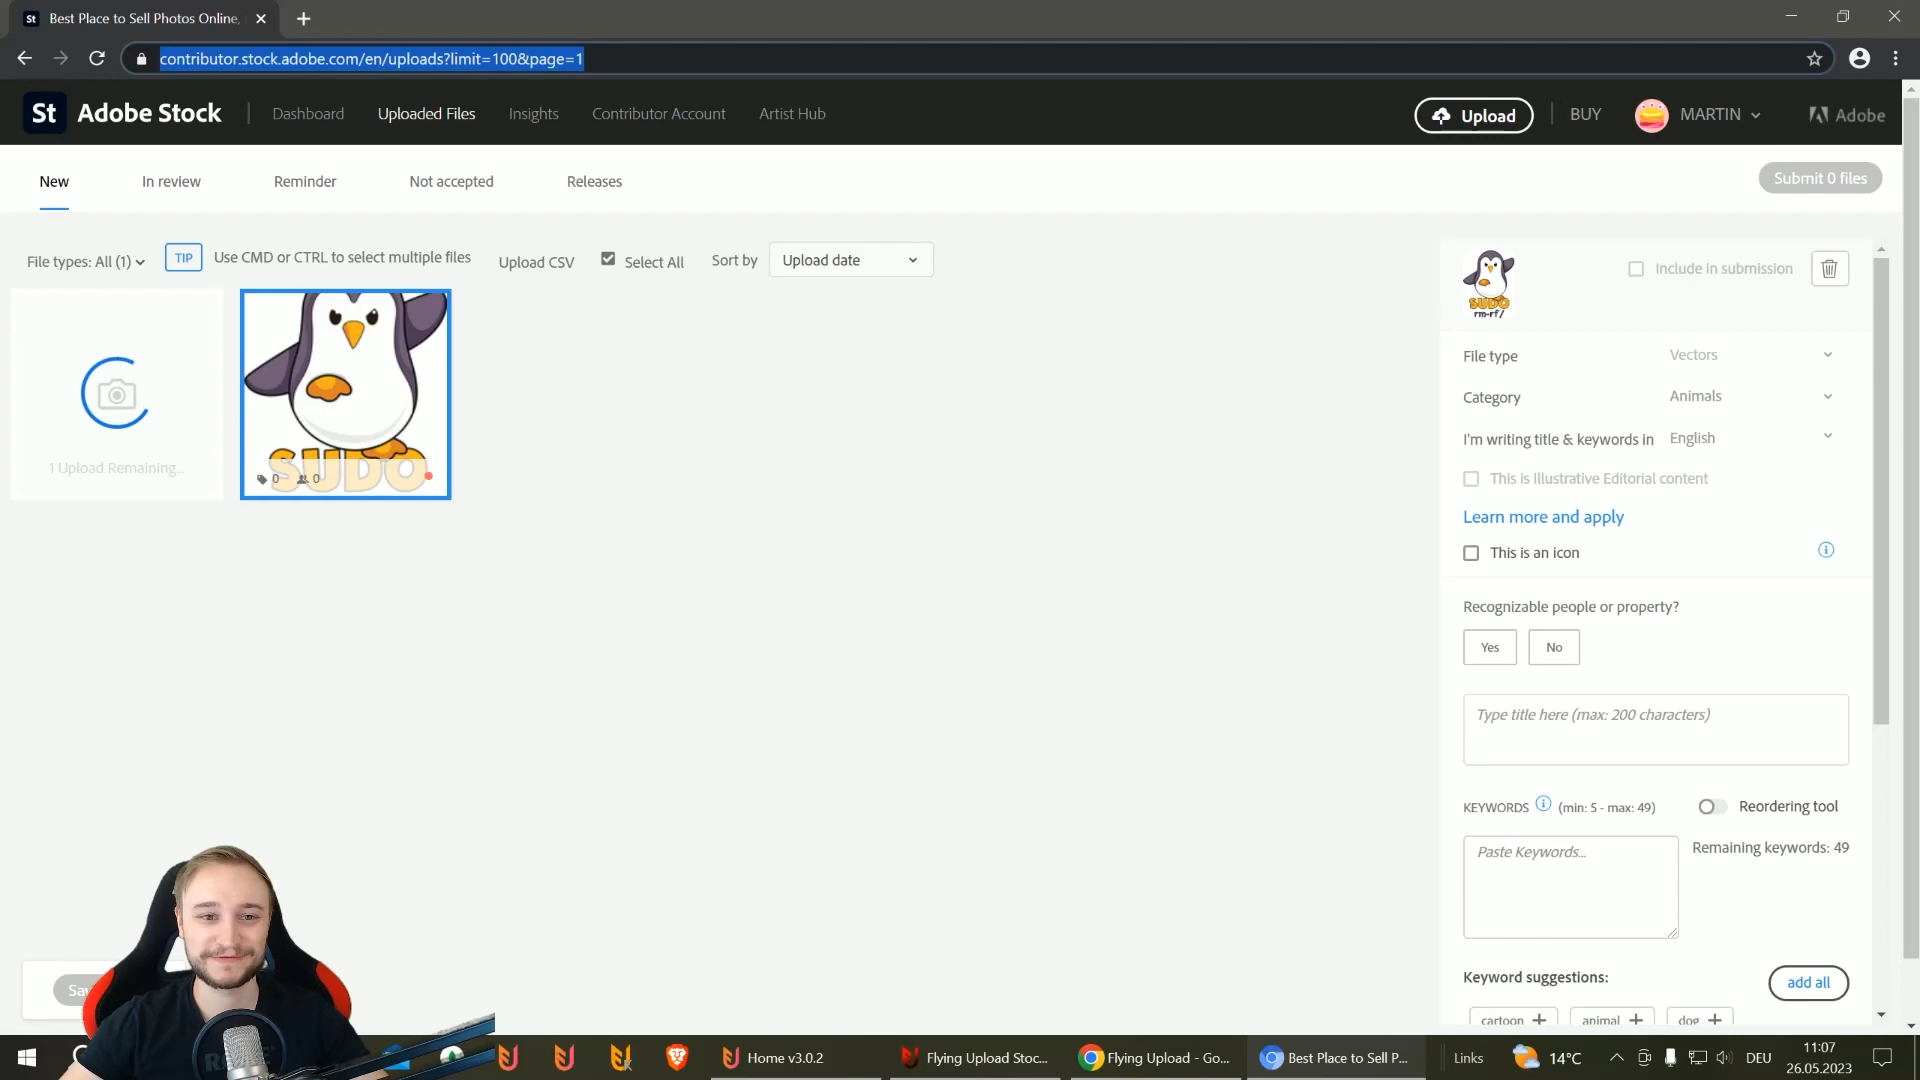 Best Place to Sell Photos Online,
contributor.stock.adobe.com/en/uploads?limit=100&page=1
St Adobe Stock Dashboard Uploaded Files Insights Contributor Account Artist Hub Upload BUY MARTIN Adobe
New In review Reminder Not accepted Releases Submit 0 files
File types: All (1) TIP Use CMD or CTRL to select multiple files Upload CSV Select All Sort by Upload date
1 Upload Remaining...
SUDO
0 0
Include in submission
SUDO
rm-rf/
File type Vectors
Category Animals
I'm writing title & keywords in English
This is Illustrative Editorial content
Learn more and apply
This is an icon
Recognizable people or property?
Yes No
Type title here (max: 200 characters)
KEYWORDS (min: 5 - max: 49) Reordering tool
Paste Keywords...
Remaining keywords: 49
Keyword suggestions: add all
cartoon + animal + dog +
Home v3.0.2 Flying Upload Stoc... Flying Upload - Go... Best Place to Sell P... Links 14°C DEU 11:07
26.05.2023